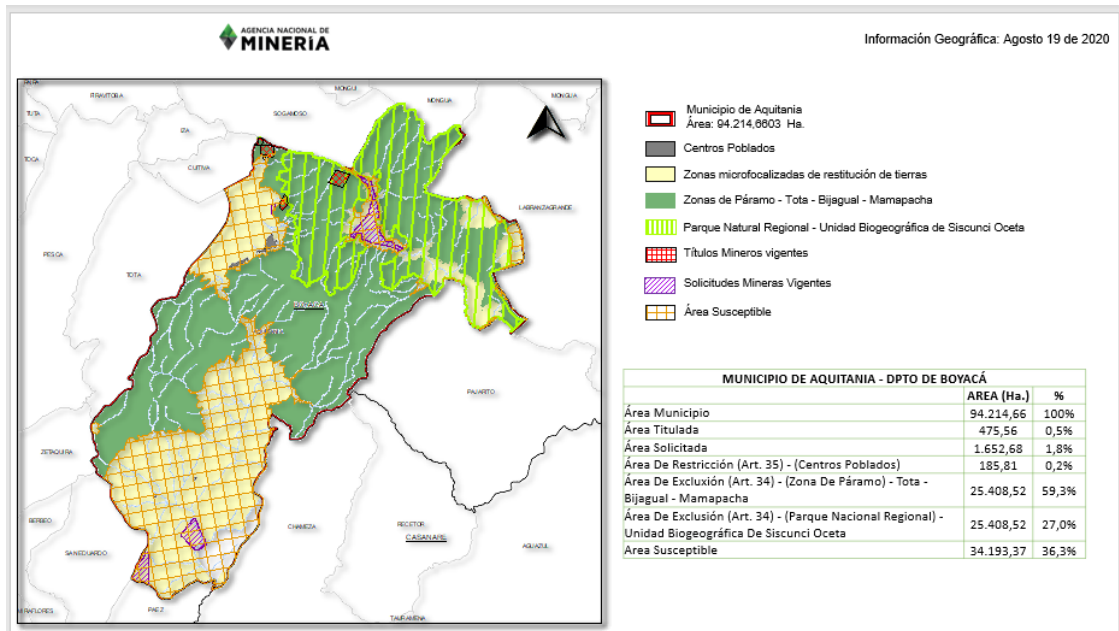 AGENCIA NACIONAL DE
MINERÍA
Información Geográfica: Agosto 19 de 2020
FIRAVITOBA
MONGUI
MONGUA
MONGUA
TUTA
SOGAMOSO
IZA
TOCA
CUITIVA
LABRANZAGRANDE
PESCA
TOTA
PAJARITO
ZETAQUIRA
BERBEO
CHAMEZA
RECETOR
CASANARE
SAN EDUARDO
AGUAZUL
MIRAFLORES
PAEZ
TAURAMENA
Municipio de Aquitania
Área: 94.214,6603 Ha.
Centros Poblados
Zonas microfocalizadas de restitución de tierras
Zonas de Páramo - Tota - Bijagual - Mamapacha
Parque Natural Regional - Unidad Biogeográfica de Siscunci Oceta
Títulos Mineros vigentes
Solicitudes Mineras Vigentes
Área Susceptible
MUNICIPIO DE AQUITANIA - DPTO DE BOYACÁ
AREA (Ha.) %
Área Municipio 94.214,66 100%
Área Titulada 475,56 0,5%
Área Solicitada 1.652,68 1,8%
Área De Restricción (Art. 35) - (Centros Poblados) 185,81 0,2%
Área De Excluxión (Art. 34) - (Zona De Páramo) - Tota -
Bijagual - Mamapacha 25.408,52 59,3%
Área De Exclusión (Art. 34) - (Parque Nacional Regional) -
Unidad Biogeográfica De Siscunci Oceta 25.408,52 27,0%
Area Susceptible 34.193,37 36,3%